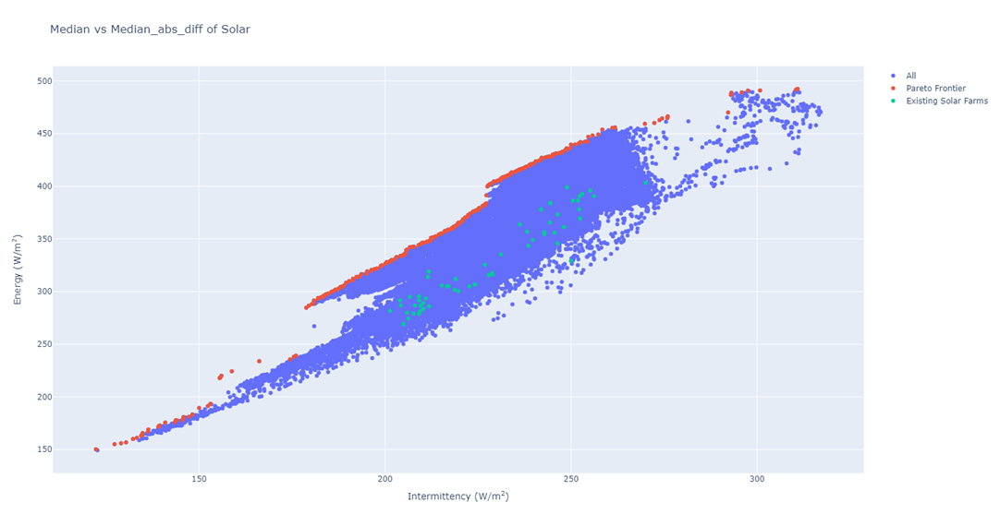 Median vs Median_abs_diff of Solar
All
Pareto Frontier
Existing Solar Farms
500
450
400
350
300
250
200
150
Energy (W/m²)
150
200
250
300
Intermittency (W/m²)